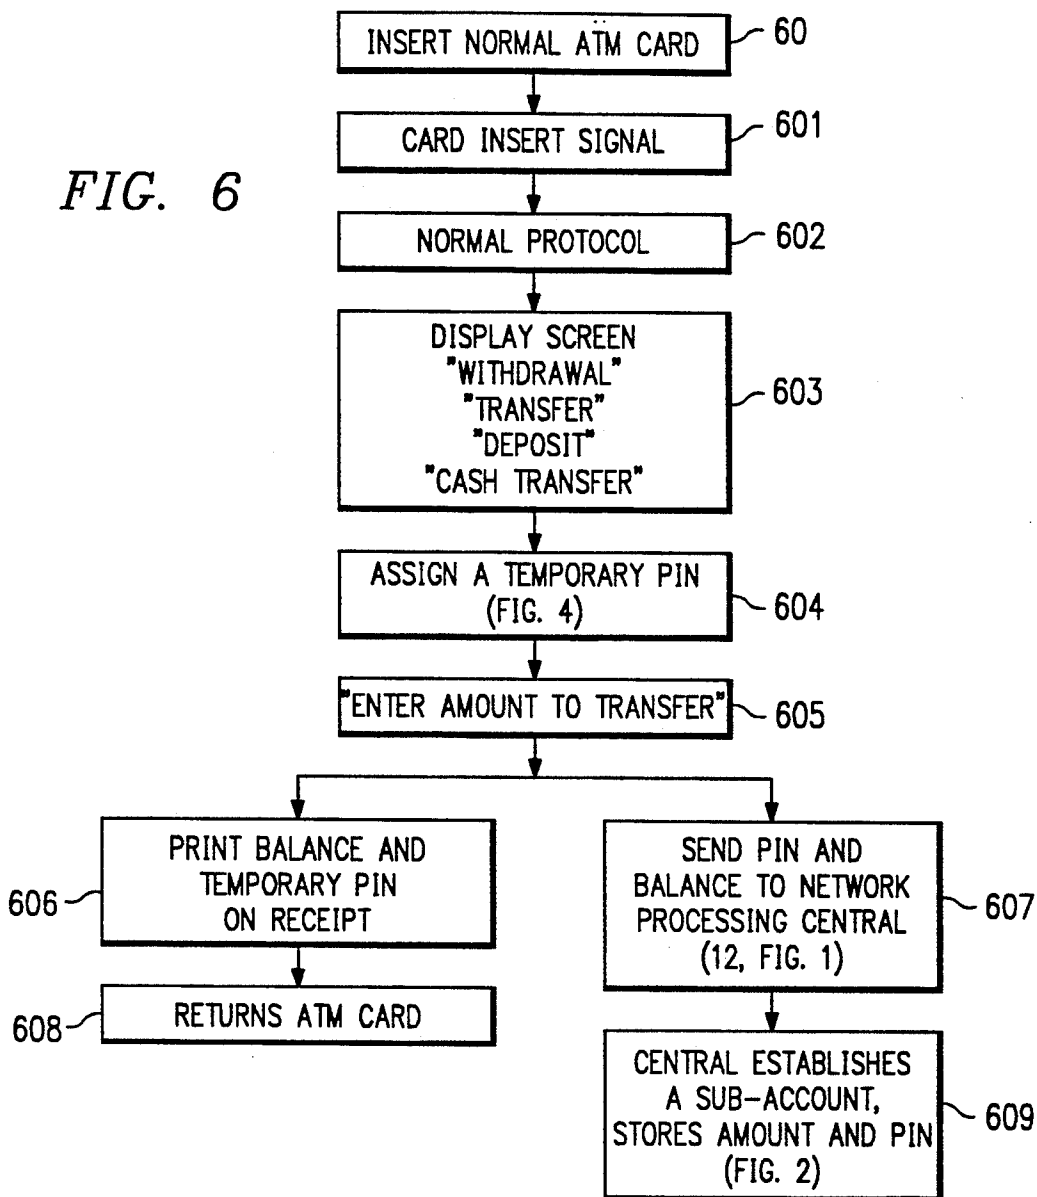 INSERT NORMAL ATM CARD
60
CARD INSERT SIGNAL
601
FIG. 6
NORMAL PROTOCOL
602
DISPLAY SCREEN
"WITHDRAWAL"
"TRANSFER"
"DEPOSIT"
"CASH TRANSFER"
603
ASSIGN A TEMPORARY PIN
(FIG. 4)
604
"ENTER AMOUNT TO TRANSFER"
605
PRINT BALANCE AND
TEMPORARY PIN
ON RECEIPT
606
SEND PIN AND
BALANCE TO NETWORK
PROCESSING CENTRAL
(12, FIG. 1)
607
RETURNS ATM CARD
608
CENTRAL ESTABLISHES
A SUB-ACCOUNT,
STORES AMOUNT AND PIN
(FIG. 2)
609